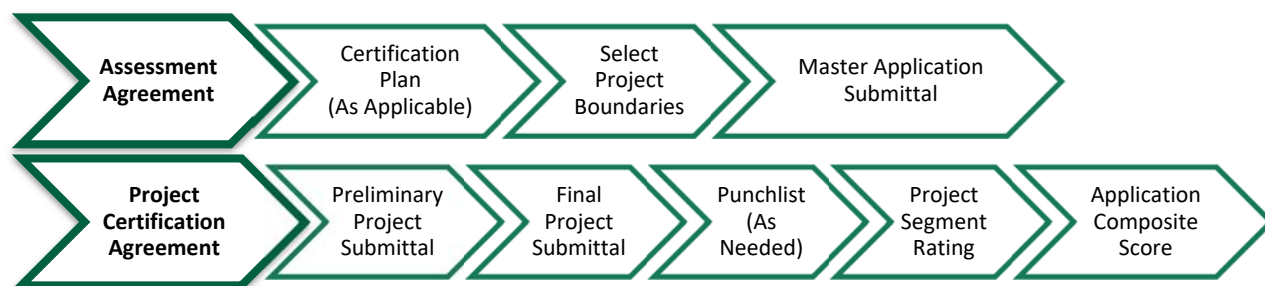 Assessment
Agreement
Certification
Plan
(As Applicable)
Select
Project
Boundaries
Master Application
Submittal
Project
Certification
Agreement
Preliminary
Project
Submittal
Final
Project
Submittal
Punchlist
(As
Needed)
Project
Segment
Rating
Application
Composite
Score